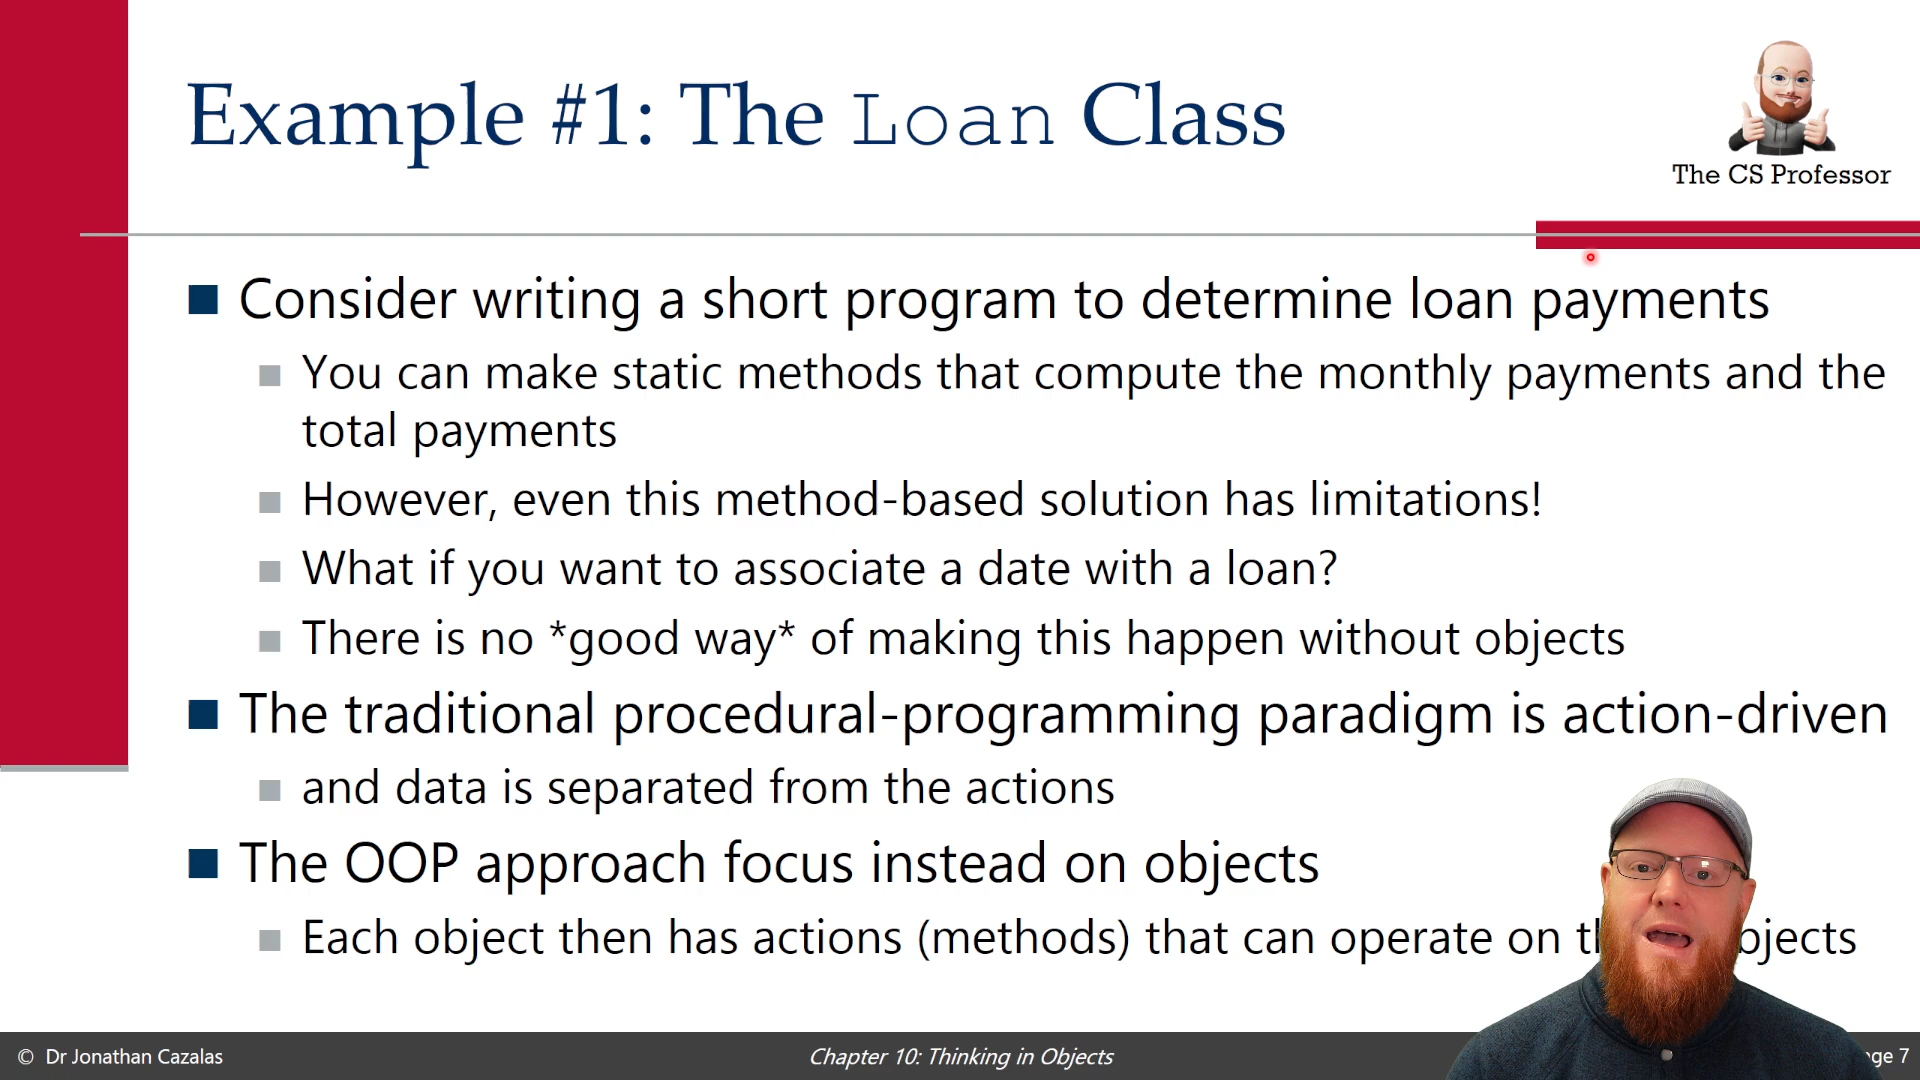 Example #1: The Loan Class
The CS Professor
Consider writing a short program to determine loan payments
You can make static methods that compute the monthly payments and the
total payments
However, even this method-based solution has limitations!
What if you want to associate a date with a loan?
There is no *good way* of making this happen without objects
The traditional procedural-programming paradigm is action-driven
and data is separated from the actions
The OOP approach focus instead on objects
Each object then has actions (methods) that can operate on
© Dr Jonathan Cazalas
Chapter 10: Thinking in Objects
7